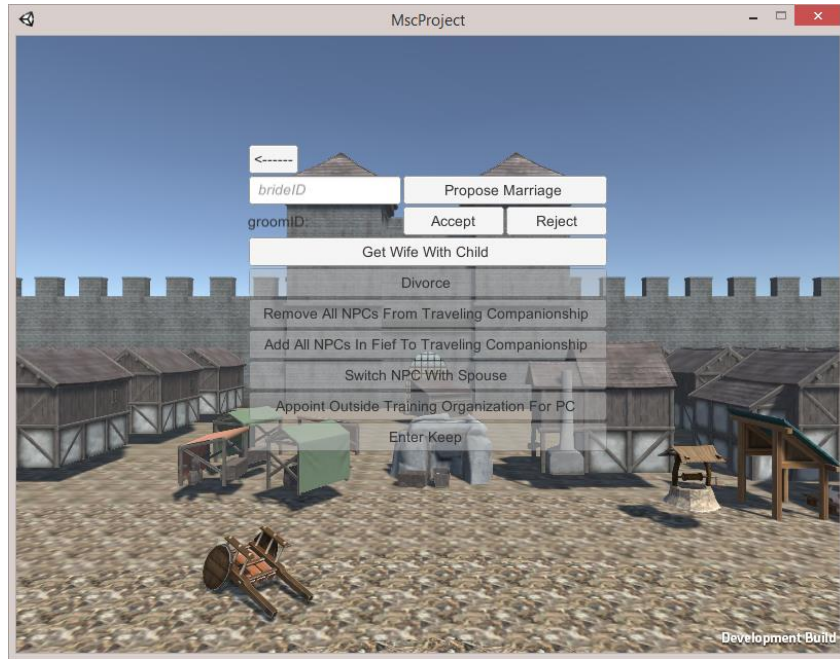 MscProject
<------
brideID Propose Marriage
groomID: Accept Reject
Get Wife With Child
Divorce
Remove All NPCs From Traveling Companionship
Add All NPCs In Fief To Traveling Companionship
Switch NPC With Spouse
Appoint Outside Training Organization For PC
Enter Keep
Development Build